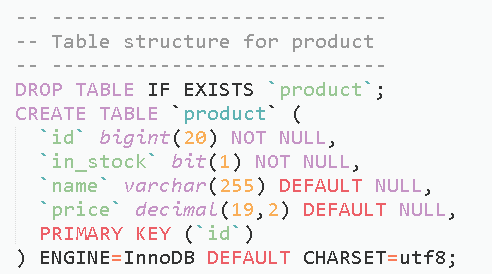 -- ----------------------------
-- Table structure for product
-- ----------------------------
DROP TABLE IF EXISTS `product`;
CREATE TABLE `product` (
  `id` bigint(20) NOT NULL,
  `in_stock` bit(1) NOT NULL,
  `name` varchar(255) DEFAULT NULL,
  `price` decimal(19,2) DEFAULT NULL,
  PRIMARY KEY (`id`)
) ENGINE=InnoDB DEFAULT CHARSET=utf8;